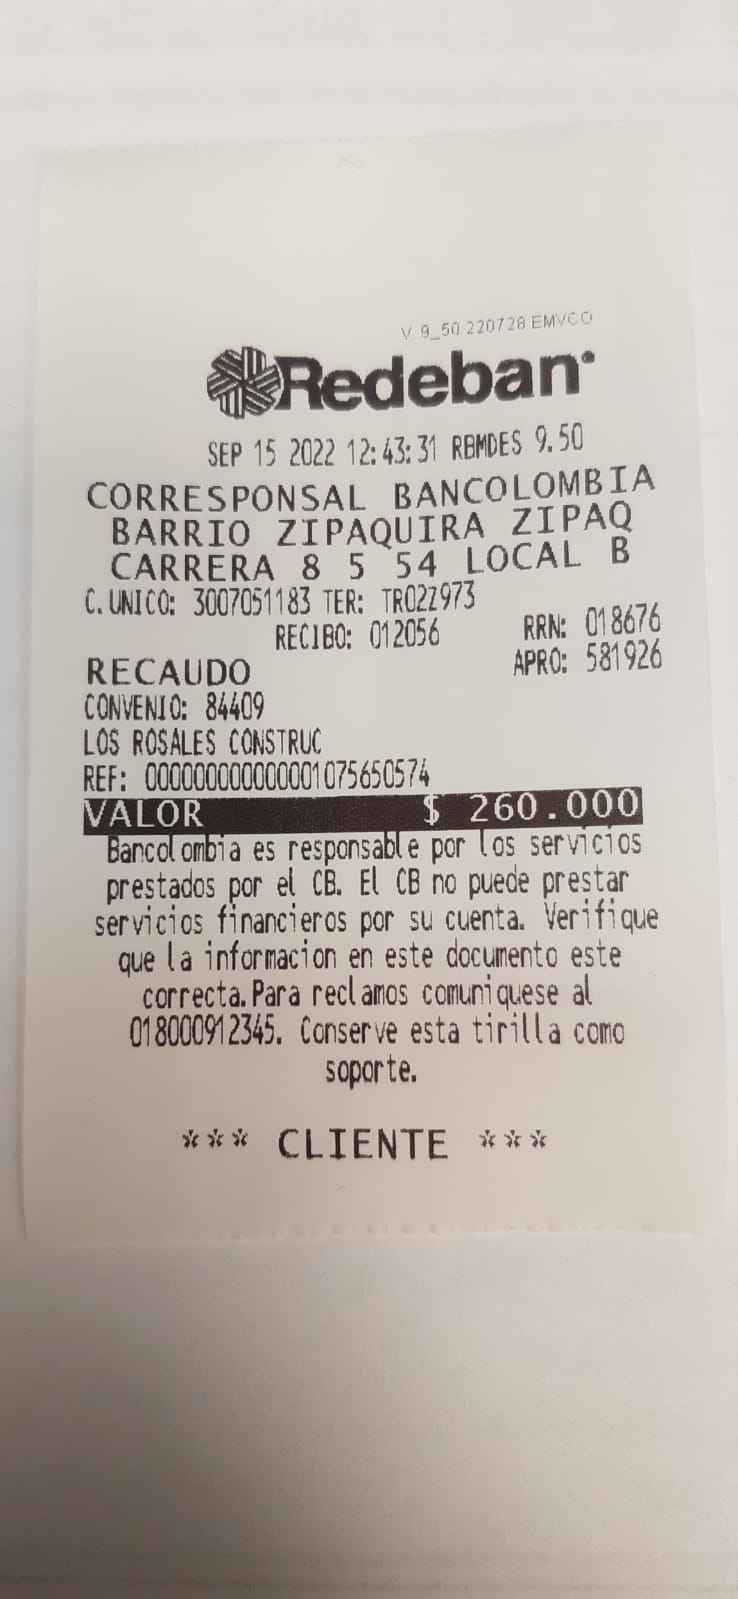 V 9_50 220728 EMVCO
Redeban
SEP 15 2022 12:43:31 RBMDES 9.50
CORRESPONSAL BANCOLOMBIA
BARRIO ZIPAQUIRA ZIPAQ
CARRERA 8 5 54 LOCAL B
C. UNICO: 3007051183 TER: TR022973
RECIBO: 012056 RRN: 018676
RECAUDO APRO: 581926
CONVENIO: 84409
LOS ROSALES CONSTRUC
REF: 000000000000001075650574
VALOR $ 260.000
Bancolombia es responsable por los servicios
prestados por el CB. El CB no puede prestar
servicios financieros por su cuenta. Verifique
que la informacion en este documento este
correcta. Para reclamos comuniquese al
018000912345. Conserve esta tirilla como
soporte.
*** CLIENTE ***